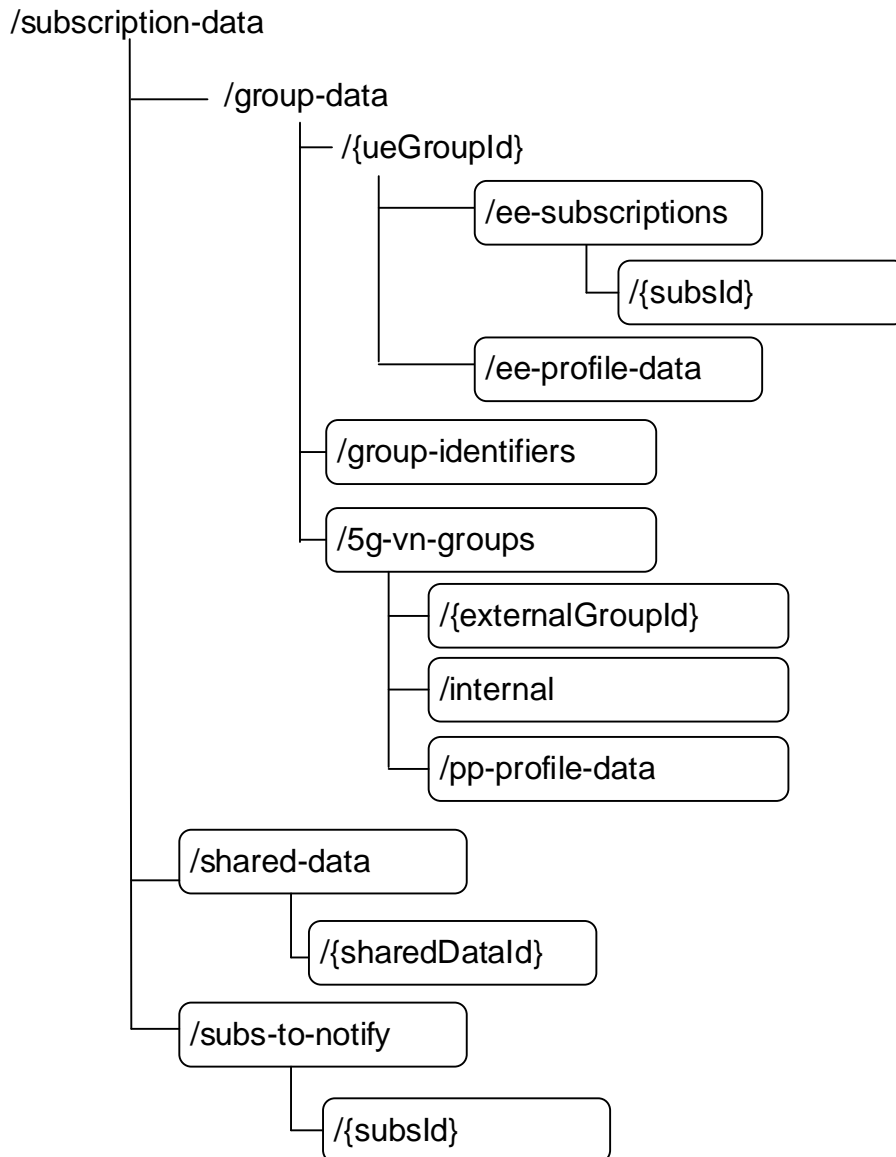 /subscription-data
/group-data
/{ueGroupId}
/ee-subscriptions
/{subsId}
/ee-profile-data
/group-identifiers
/5g-vn-groups
/{externalGroupId}
/internal
/pp-profile-data
/shared-data
/{sharedDataId}
/subs-to-notify
/{subsId}